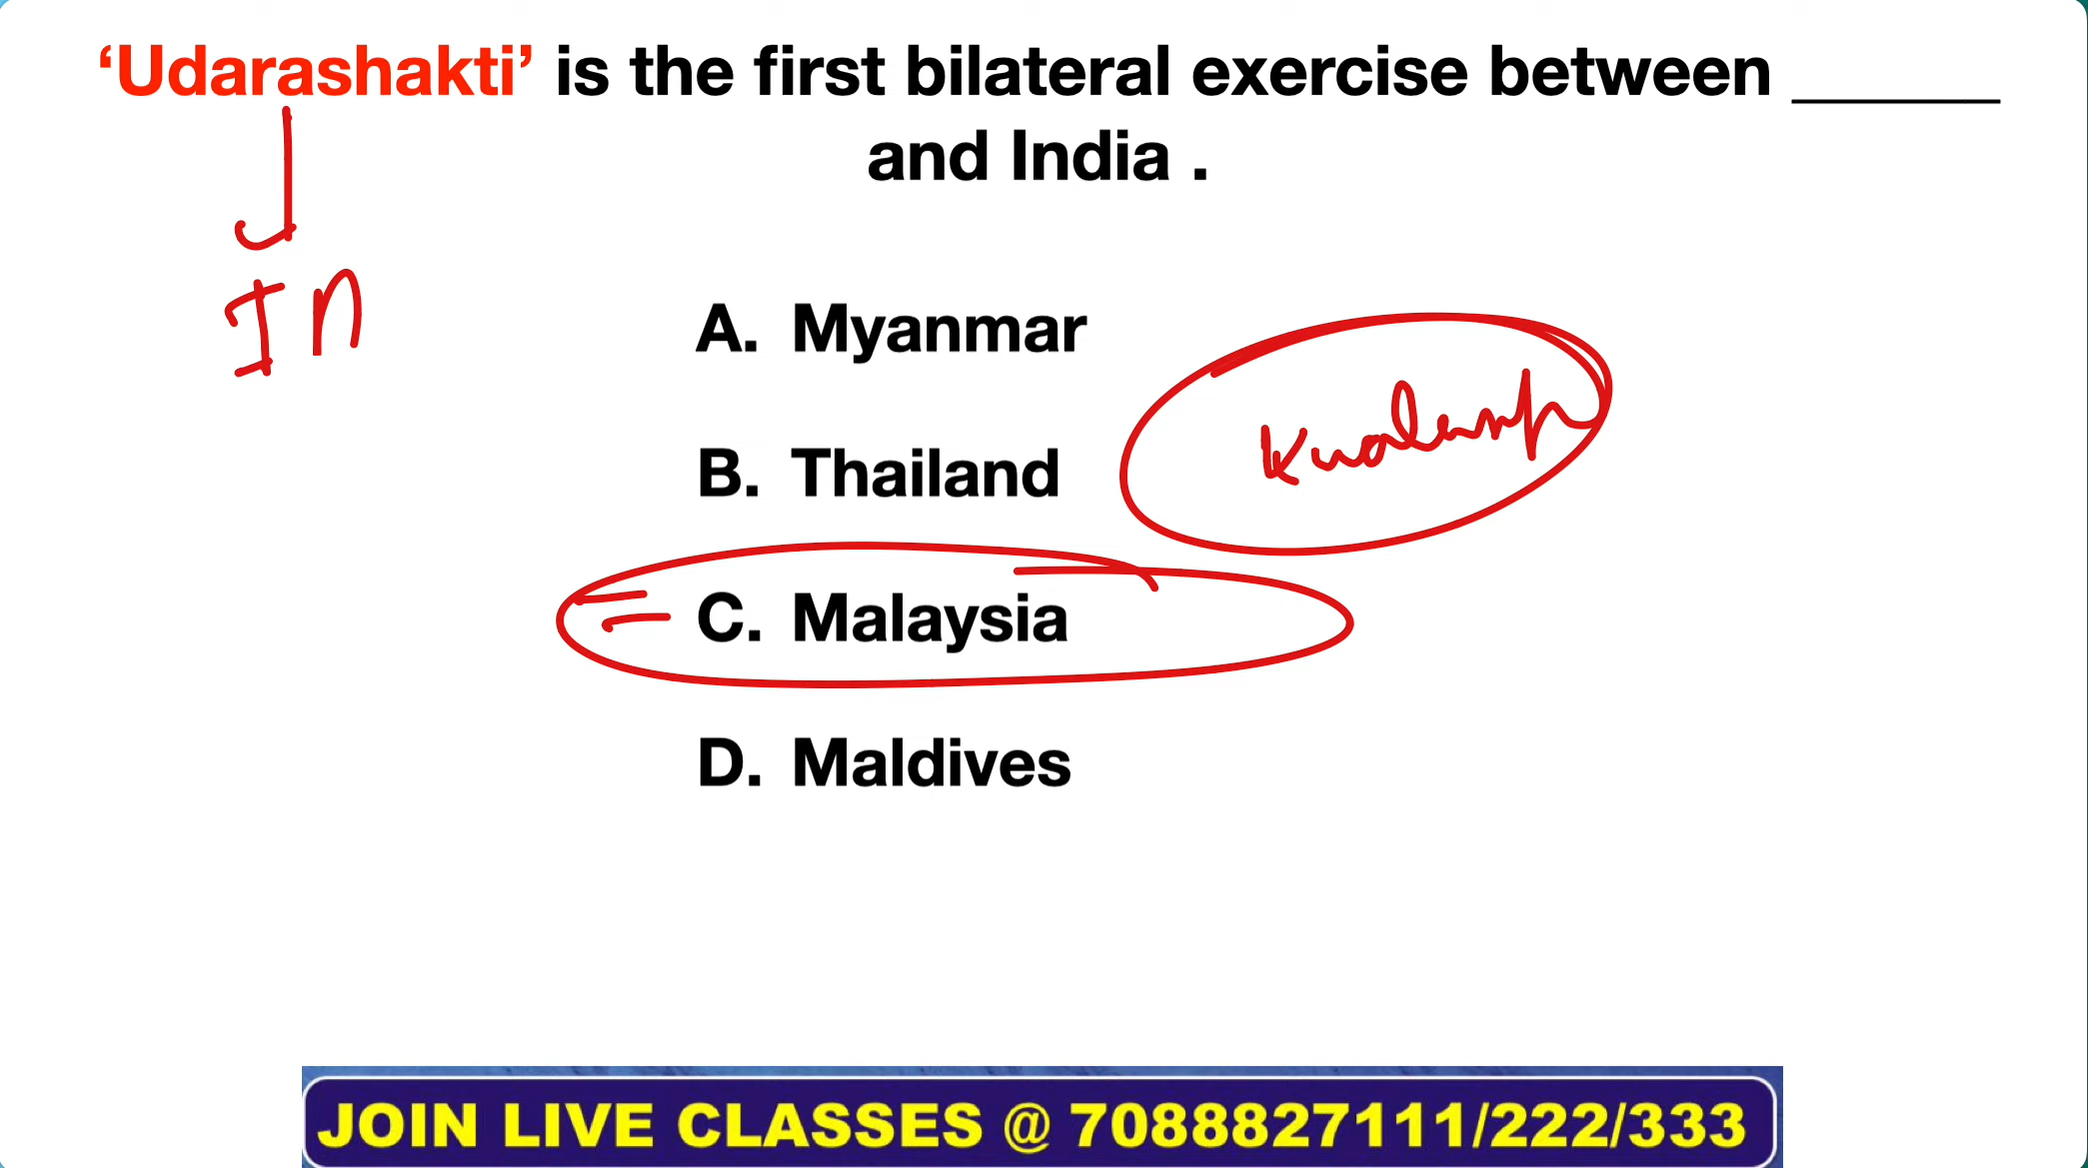 ‘Udarashakti’ is the first bilateral exercise between ______
and India .
In
A. Myanmar
B. Thailand
C. Malaysia
D. Maldives
JOIN LIVE CLASSES @ 7088827111/222/333